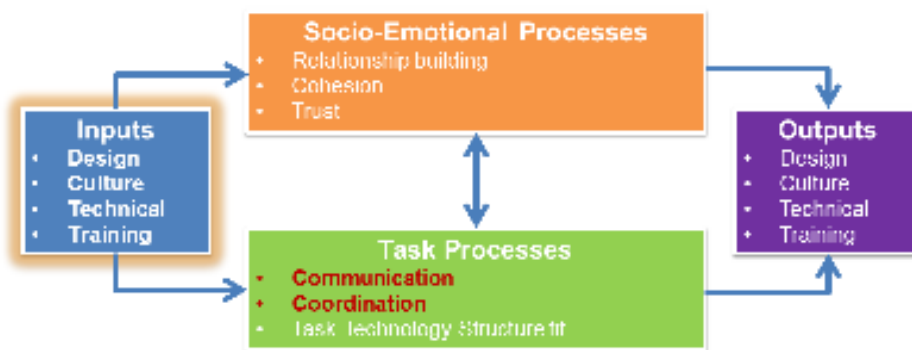 Socio-Emotional Processes
• Relationship building
• Cohesion
• Trust
Inputs
• Design
• Culture
• Technical
• Training
Outputs
• Design
• Culture
• Technical
• Training
Task Processes
• Communication
• Coordination
• Task Technology Structure fit